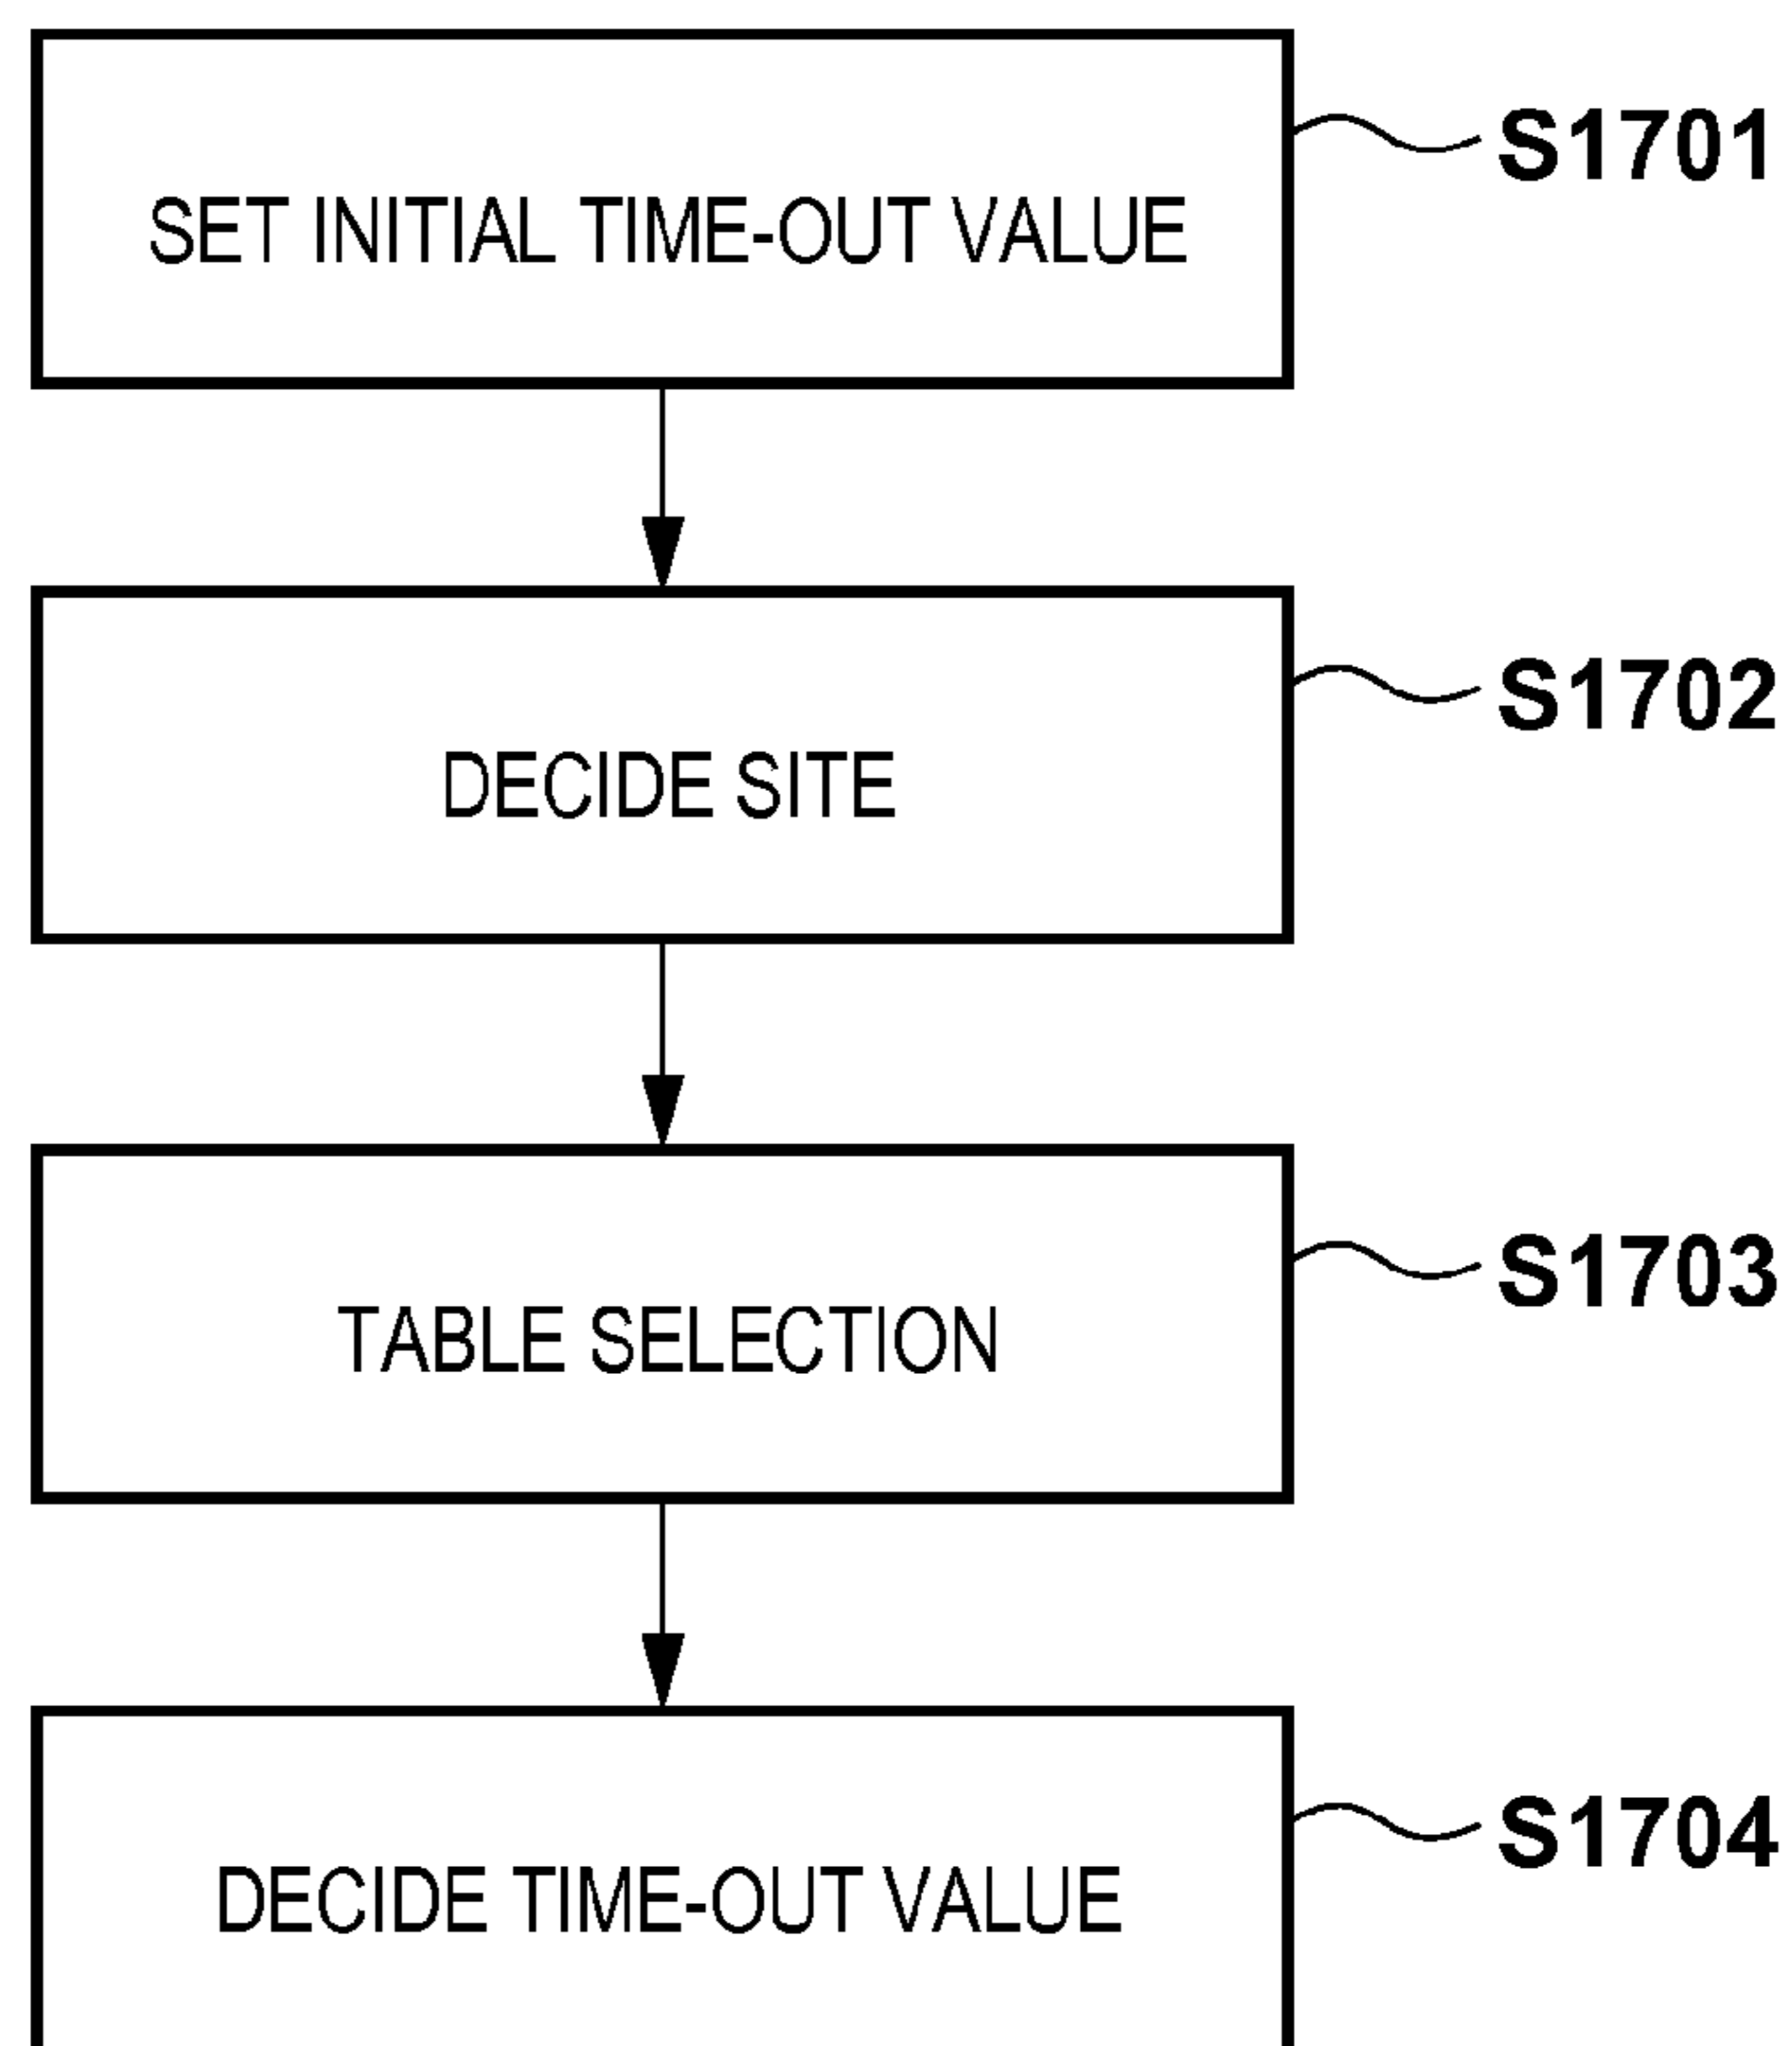 SET INITIAL TIME-OUT VALUE
S1701
DECIDE SITE
S1702
TABLE SELECTION
S1703
DECIDE TIME-OUT VALUE
S1704